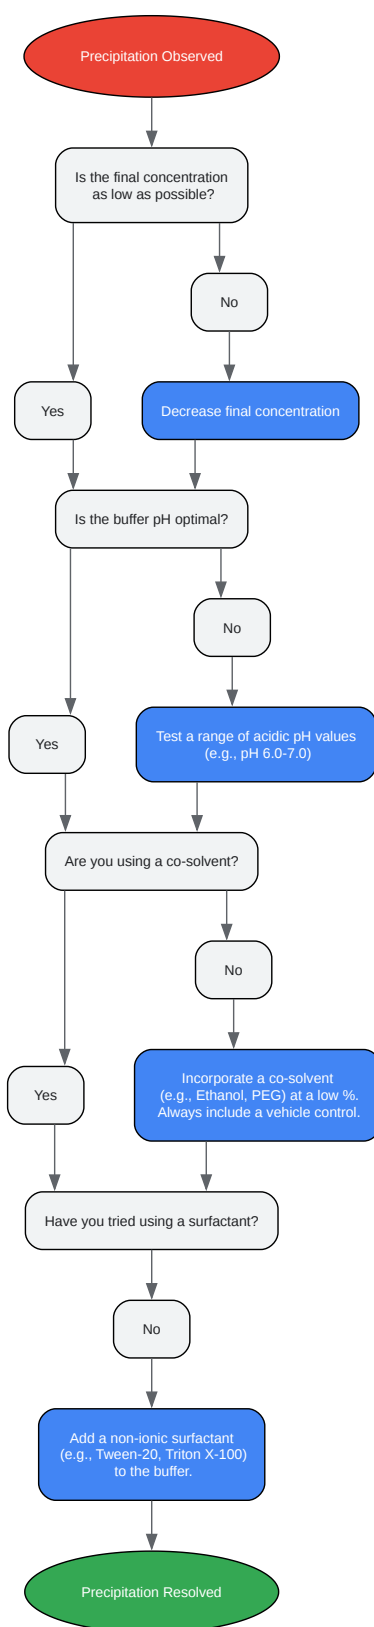 Precipitation Observed
Is the final concentration
as low as possible?
No
Yes
Decrease final concentration
Is the buffer pH optimal?
No
Yes
Test a range of acidic pH values
(e.g., pH 6.0-7.0)
Are you using a co-solvent?
No
Yes
Incorporate a co-solvent
(e.g., Ethanol, PEG) at a low %.
Always include a vehicle control.
Have you tried using a surfactant?
No
Add a non-ionic surfactant
(e.g., Tween-20, Triton X-100)
to the buffer.
Precipitation Resolved